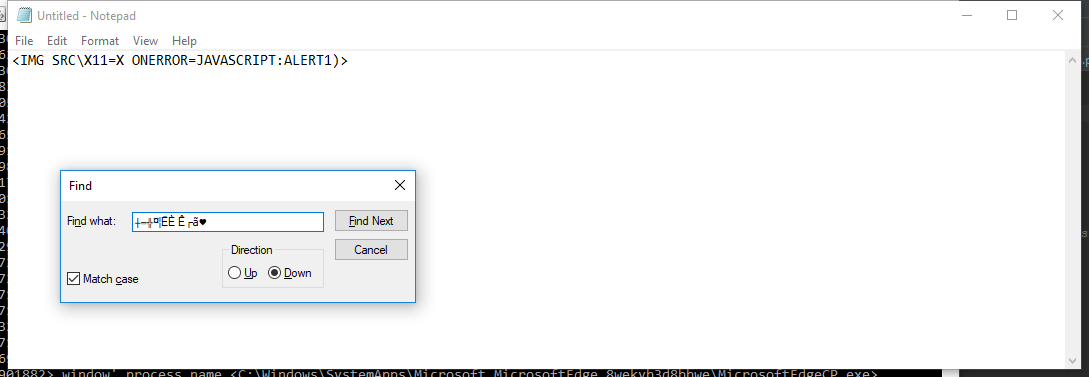 Untitled - Notepad
File Edit Format View Help
<IMG SRC\X11=X ONERROR=JAVASCRIPT:ALERT1)>
Find
Find what:
Find Next
Direction
Cancel
Up Down
Match case
901882> window' process name <C:\Windows\SystemApps\Microsoft.MicrosoftEdge_8wekyb3d8bbwe\MicrosoftEdgeCP.exe>